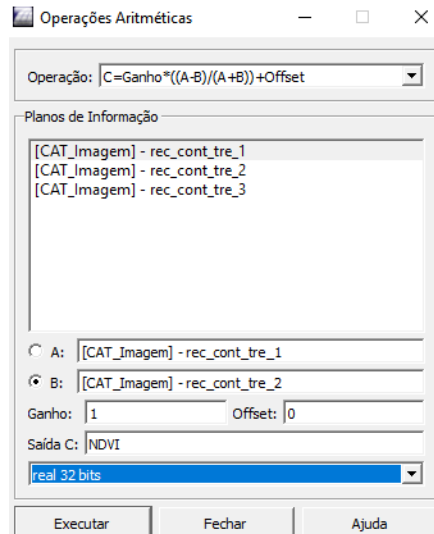 Operações Aritméticas
Operação: C=Ganho*((A-B)/(A+B))+Offset
Planos de Informação
[CAT_Imagem] - rec_cont_tre_1
[CAT_Imagem] - rec_cont_tre_2
[CAT_Imagem] - rec_cont_tre_3
A: [CAT_Imagem] - rec_cont_tre_1
B: [CAT_Imagem] - rec_cont_tre_2
Ganho: 1 Offset: 0
Saída C: NDVI
real 32 bits
Executar Fechar Ajuda